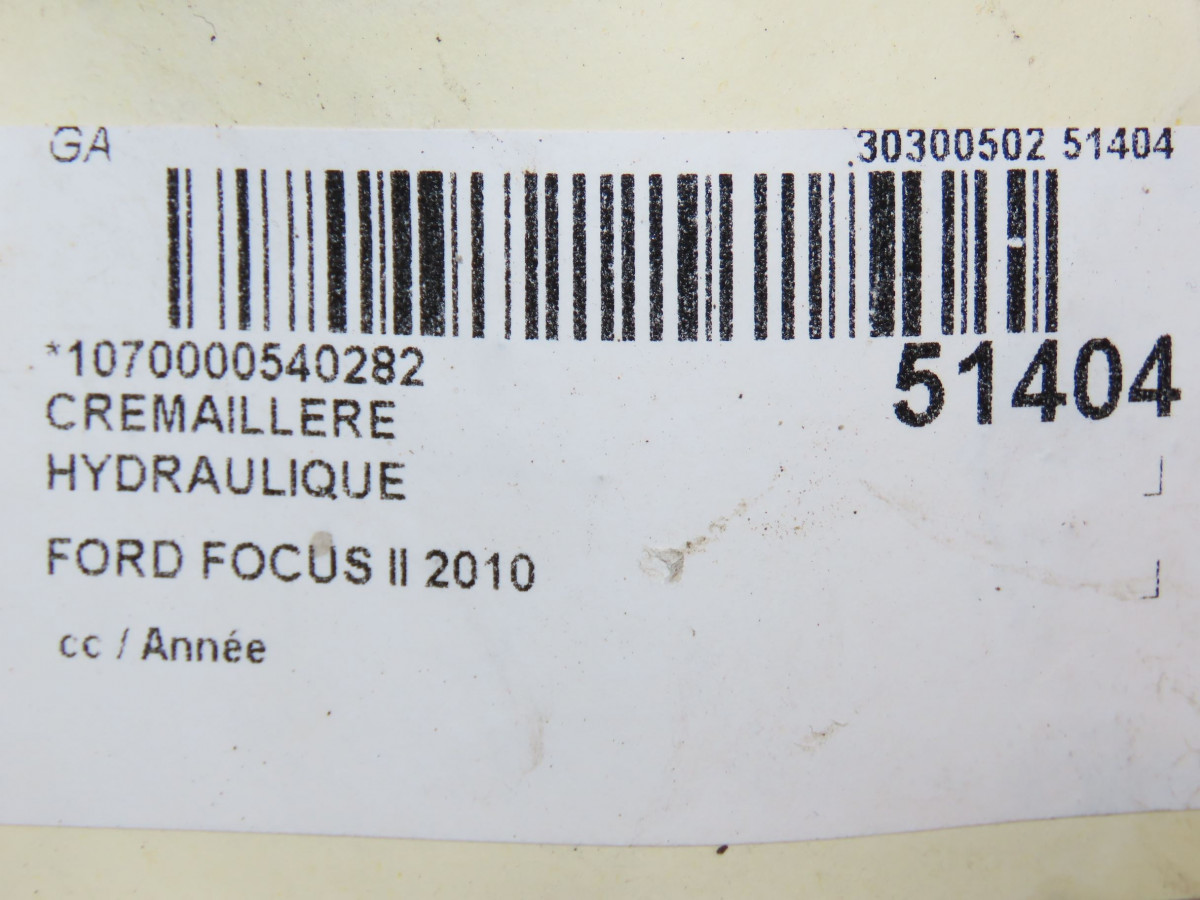 GA
30300502 51404
*1070000540282
51404
CREMAILLERE
HYDRAULIQUE
FORD FOCUS II 2010
cc / Année